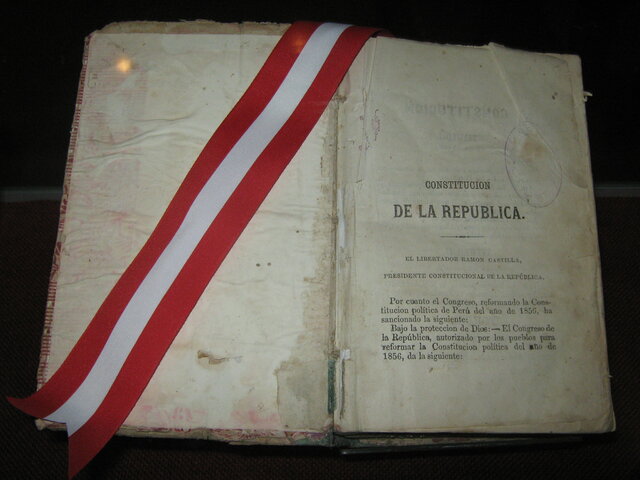 CONSTITUCION
DE LA REPUBLICA.
EL LIBERTADOR RAMON CASTILLA,
PRESIDENTE CONSTITUCIONAL DE LA REPÚBLICA.
Por cuanto el Congreso, reformando la Cons-
titucion política de Perú del año de 1856, ha
sancionado la siguiente:
Bajo la proteccion de Dios:—El Congreso de
la República, autorizado por los pueblos para
reformar la Constitucion política del año de
1856, da la siguiente: